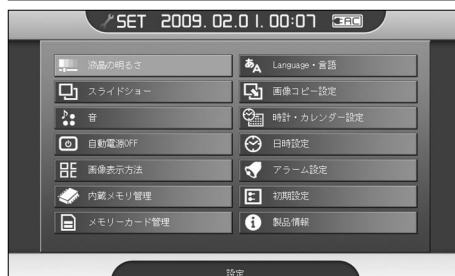 SET 2009.02.01. 00:07 AC
液晶の明るさ
スライドショー
音
自動電源OFF
画像表示方法
内蔵メモリ管理
メモリーカード管理
あA Language・言語
画像コピー設定
時計・カレンダー設定
日時設定
アラーム設定
初期設定
製品情報
設定